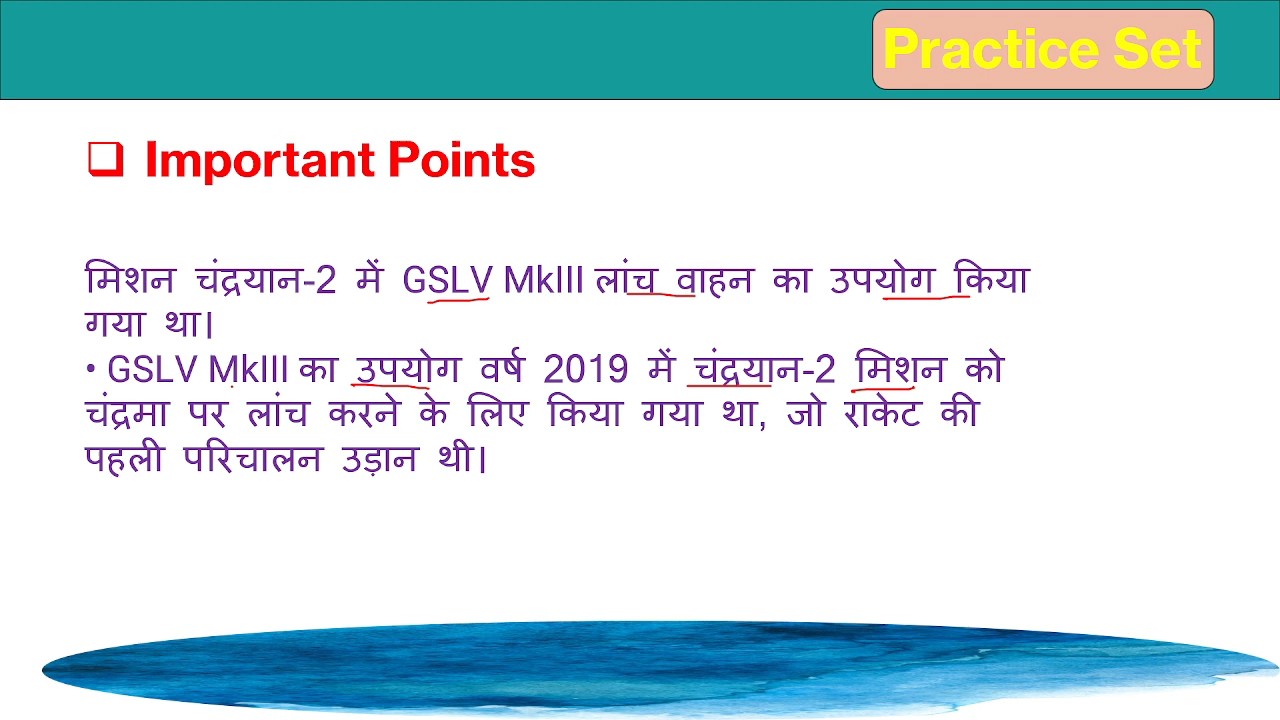 Practice Set
Important Points
मिशन चंद्रयान-2 में GSLV MkIII लांच वाहन का उपयोग किया
गया था।
• GSLV MkIII का उपयोग वर्ष 2019 में चंद्रयान-2 मिशन को
चंद्रमा पर लांच करने के लिए किया गया था, जो राकेट की
पहली परिचालन उड़ान थी।